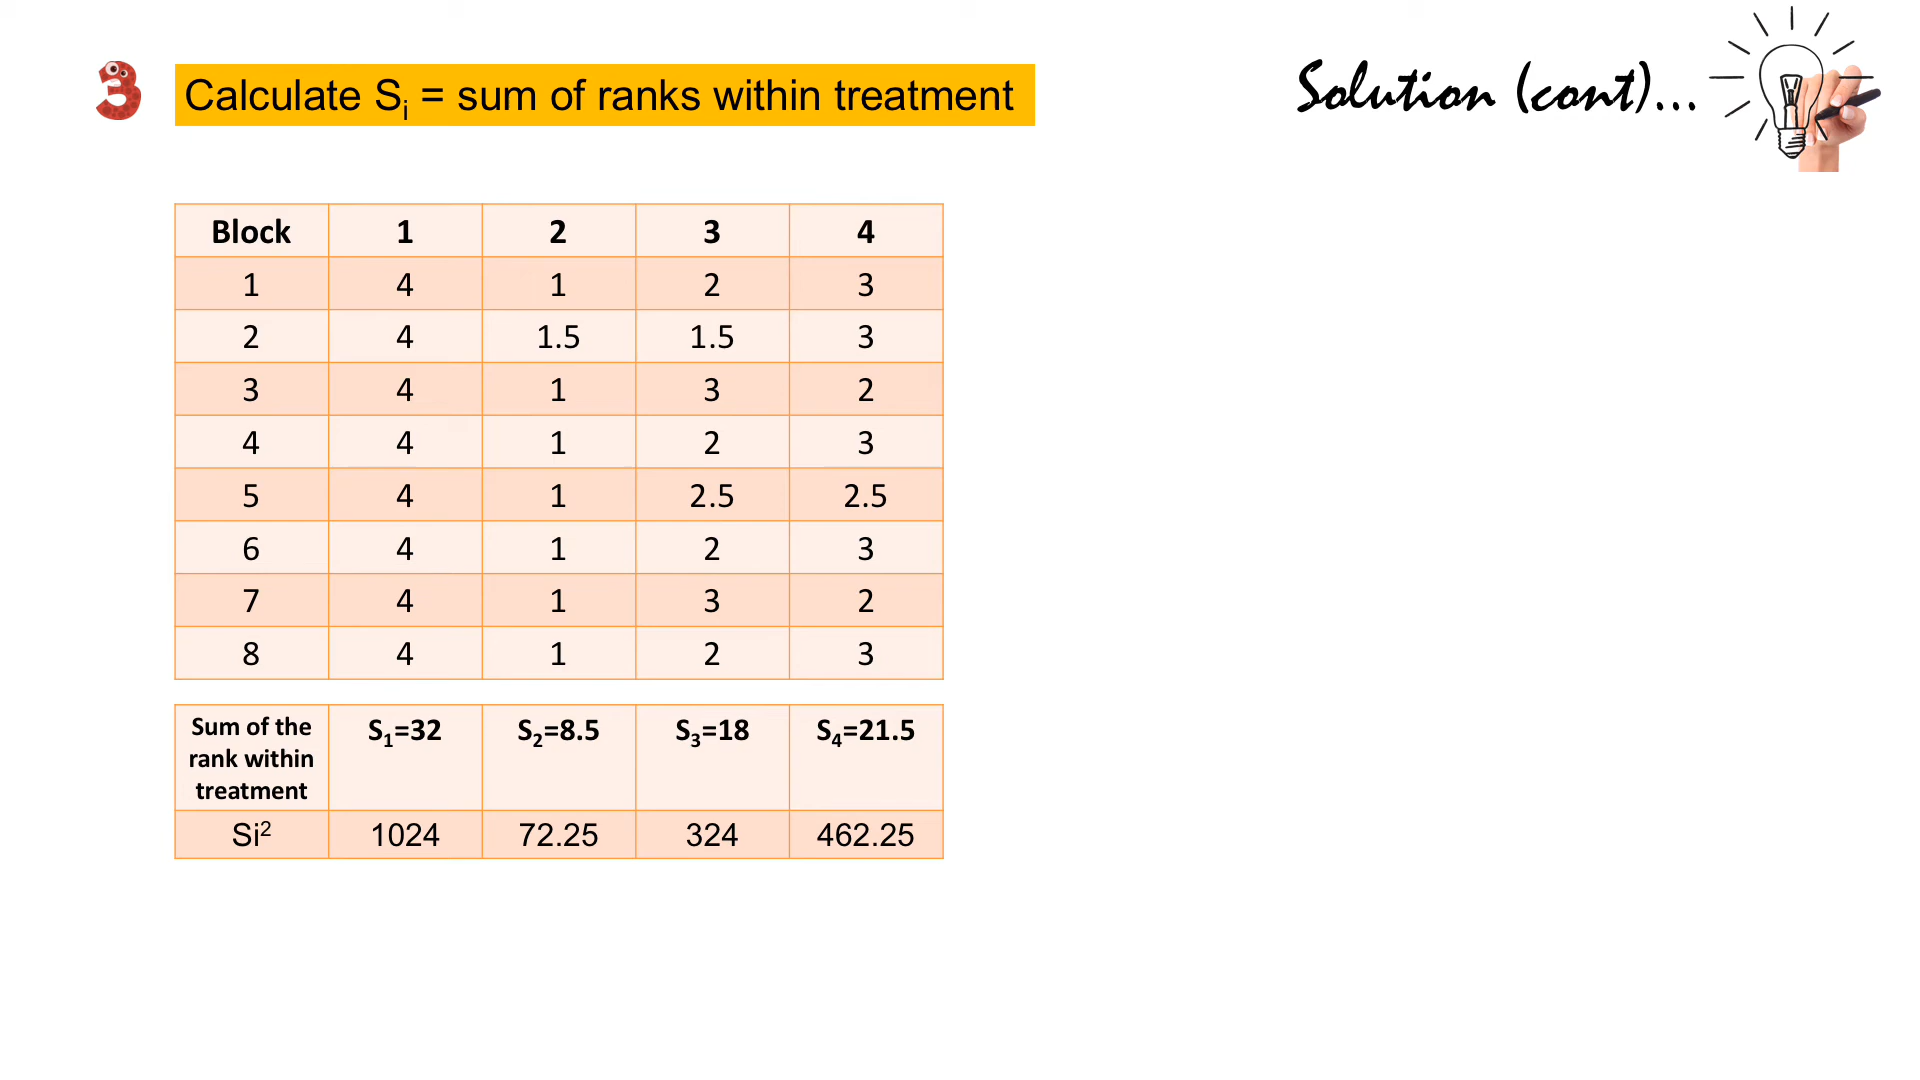 3 Calculate Si = sum of ranks within treatment
Solution (cont)...
Block 1 2 3 4
1 4 1 2 3
2 4 1.5 1.5 3
3 4 1 3 2
4 4 1 2 3
5 4 1 2.5 2.5
6 4 1 2 3
7 4 1 3 2
8 4 1 2 3
Sum of the
rank within
treatment
S₁=32 S₂=8.5 S₃=18 S₄=21.5
Si² 1024 72.25 324 462.25